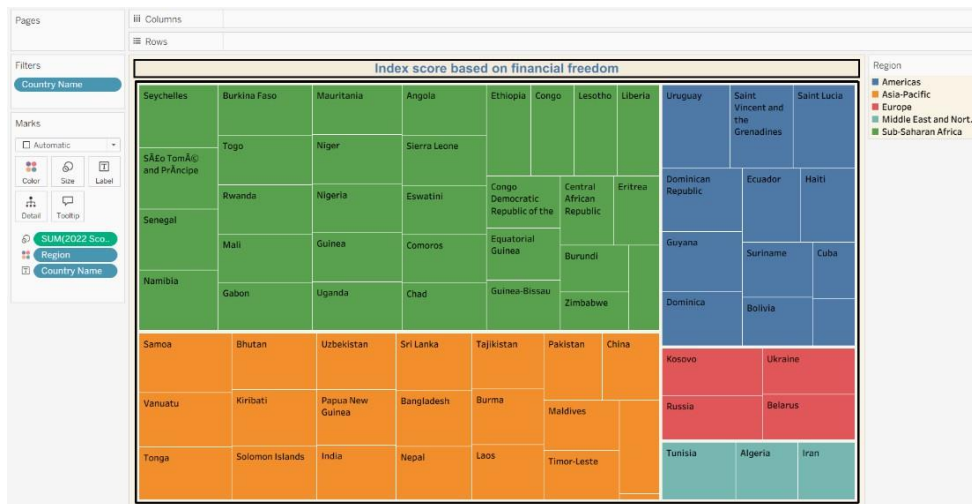 Pages
iii Columns
Rows
Filters
Country Name
Marks
Automatic
Color
Size
Label
Detail
Tooltip
SUM(2022 Sco..
Region
Country Name
Index score based on financial freedom
Seychelles
SÃ£o TomÃ©
and PrÃ­ncipe
Senegal
Namibia
Burkina Faso
Togo
Rwanda
Mali
Gabon
Mauritania
Niger
Nigeria
Guinea
Uganda
Angola
Sierra Leone
Eswatini
Comoros
Chad
Ethiopia
Congo
Lesotho
Liberia
Congo
Democratic
Republic of the
Central
African
Republic
Eritrea
Equatorial
Guinea
Burundi
Guinea-Bissau
Zimbabwe
Samoa
Vanuatu
Tonga
Bhutan
Kiribati
Solomon Islands
Uzbekistan
Papua New
Guinea
India
Sri Lanka
Bangladesh
Nepal
Tajikistan
Burma
Laos
Pakistan
China
Maldives
Timor-Leste
Uruguay
Saint
Vincent and
the
Grenadines
Saint Lucia
Dominican
Republic
Ecuador
Haiti
Guyana
Suriname
Cuba
Dominica
Bolivia
Kosovo
Ukraine
Russia
Belarus
Tunisia
Algeria
Iran
Region
Americas
Asia-Pacific
Europe
Middle East and Nort..
Sub-Saharan Africa